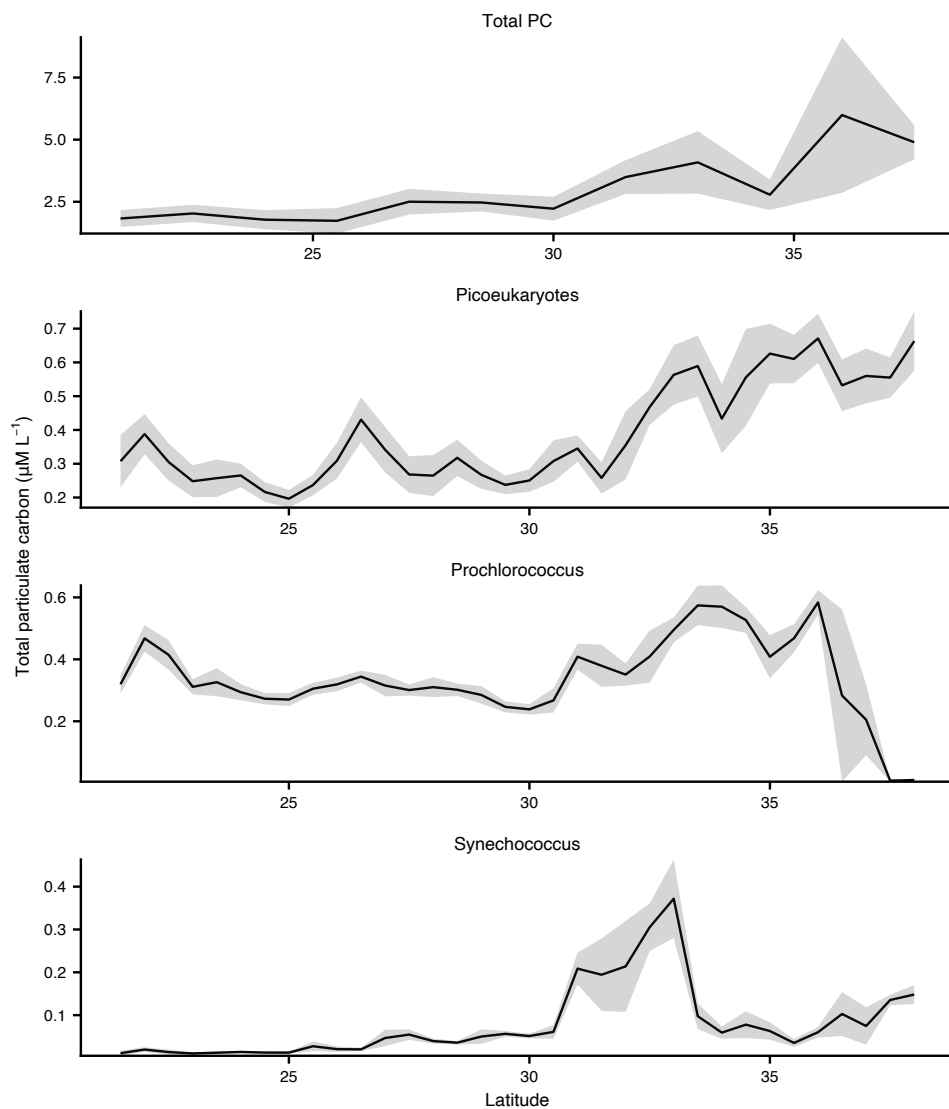 Total PC
7.5
5.0
2.5
25 30 35
Picoeukaryotes
0.7
0.6
0.5
0.4
0.3
0.2
25 30 35
Total particulate carbon (µM L⁻¹)
Prochlorococcus
0.6
0.4
0.2
25 30 35
Synechococcus
0.4
0.3
0.2
0.1
25 30 35
Latitude